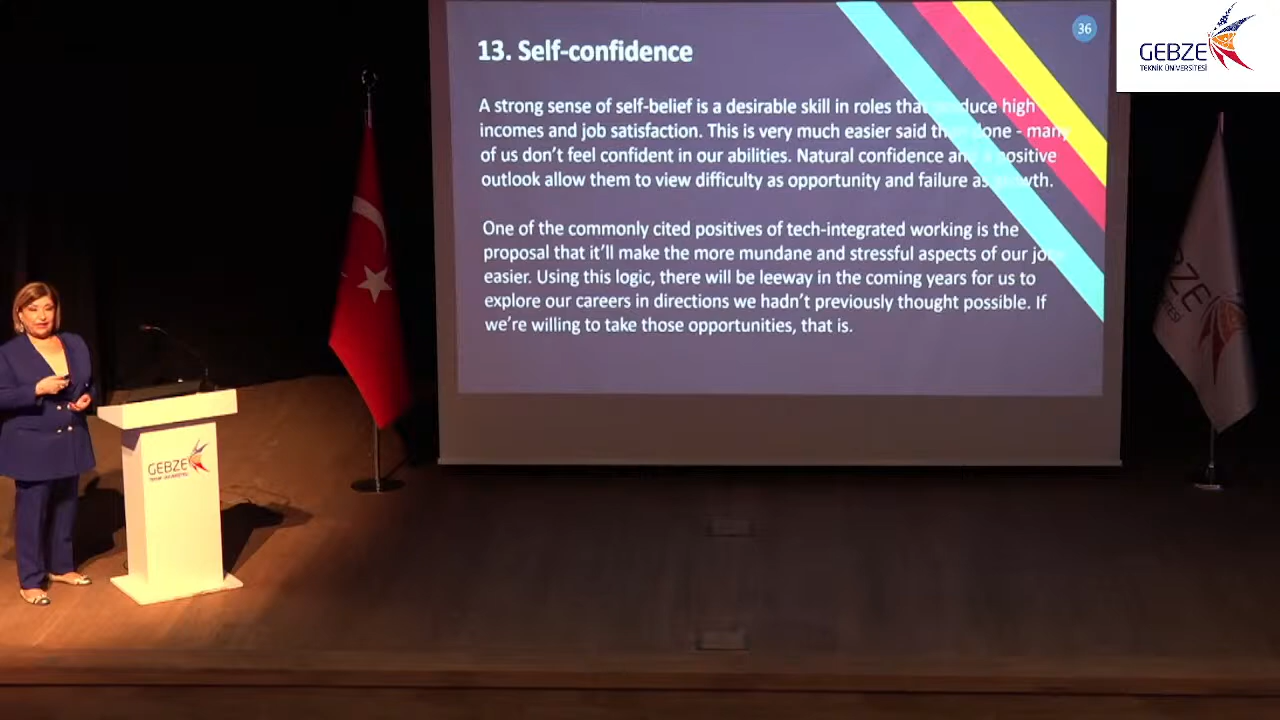 36
GEBZE
TEKNİK ÜNİVERSİTESİ
13. Self-confidence
A strong sense of self-belief is a desirable skill in roles that high
incomes and job satisfaction. This is very much easier said done - many
of us don't feel confident in our abilities. Natural confidence and positive
outlook allow them to view difficulty as opportunity and failure as
One of the commonly cited positives of tech-integrated working is the
proposal that it'll make the more mundane and stressful aspects of our
easier. Using this logic, there will be leeway in the coming years for us to
explore our careers in directions we hadn't previously thought possible. If
we're willing to take those opportunities, that is.
GEBZE
TEKNİK ÜNİVERSİTESİ